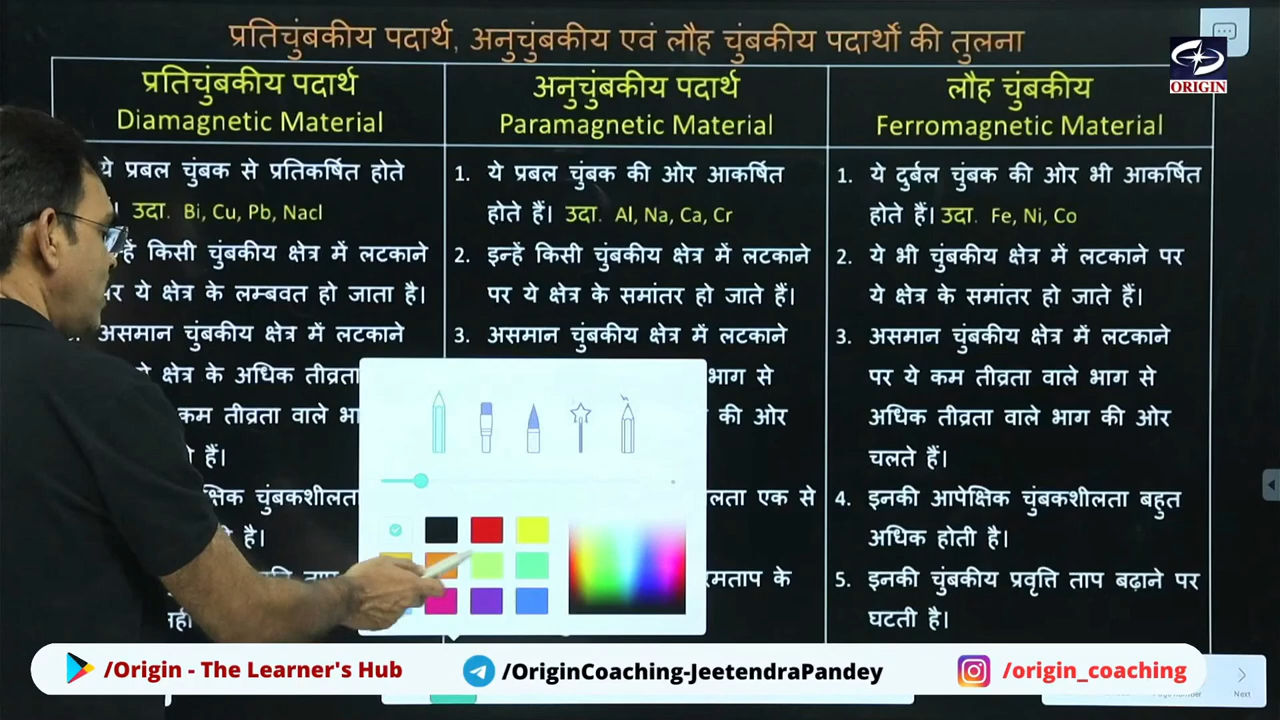 प्रतिचुंबकीय पदार्थ, अनुचुंबकीय एवं लौह चुंबकीय पदार्थों की तुलना
ORIGIN
प्रतिचुंबकीय पदार्थ
Diamagnetic Material
ये प्रबल चुंबक से प्रतिकर्षित होते
उदा. Bi, Cu, Pb, Nacl
किसी चुंबकीय क्षेत्र में लटकाने
ये क्षेत्र के लम्बवत हो जाता है।
असमान चुंबकीय क्षेत्र में लटकाने
क्षेत्र के अधिक तीव्रता
कम तीव्रता वाले
हैं।
चुंबकशीलता
है।
अनुचुंबकीय पदार्थ
Paramagnetic Material
1. ये प्रबल चुंबक की ओर आकर्षित
होते हैं। उदा. Al, Na, Ca, Cr
2. इन्हें किसी चुंबकीय क्षेत्र में लटकाने
पर ये क्षेत्र के समांतर हो जाते हैं।
3. असमान चुंबकीय क्षेत्र में लटकाने
भाग से
की ओर
एक से
के
लौह चुंबकीय
Ferromagnetic Material
1. ये दुर्बल चुंबक की ओर भी आकर्षित
होते हैं। उदा. Fe, Ni, Co
2. ये भी चुंबकीय क्षेत्र में लटकाने पर
ये क्षेत्र के समांतर हो जाते हैं।
3. असमान चुंबकीय क्षेत्र में लटकाने
पर ये कम तीव्रता वाले भाग से
अधिक तीव्रता वाले भाग की ओर
चलते हैं।
4. इनकी आपेक्षिक चुंबकशीलता बहुत
अधिक होती है।
5. इनकी चुंबकीय प्रवृत्ति ताप बढ़ाने पर
घटती है।
/Origin - The Learner's Hub
/OriginCoaching-JeetendraPandey
/origin_coaching
Next